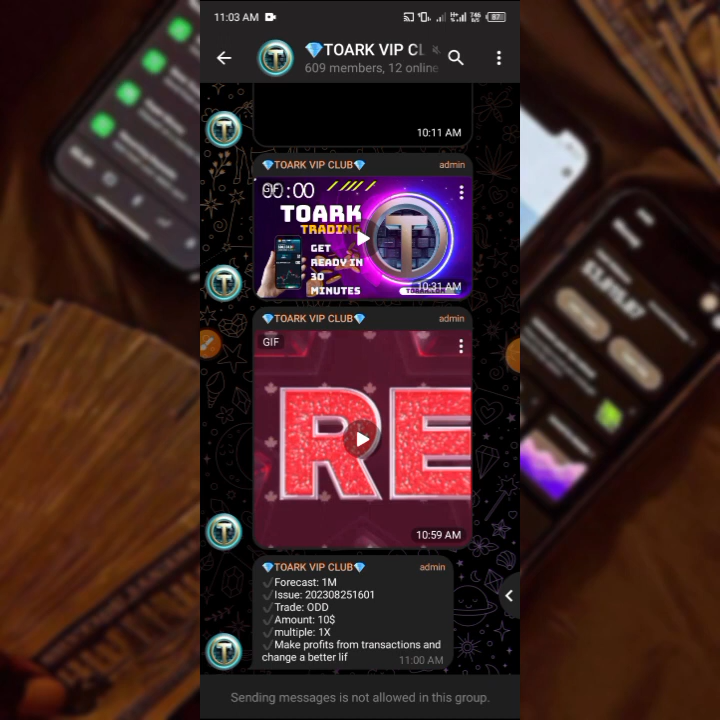 11:03 AM
87
💎TOARK VIP CL
609 members, 12 online
10:11 AM
💎TOARK VIP CLUB💎 admin
GIF
00:00
TOARK
TRADING
GET
READY IN
30
MINUTES
10:31 AM
💎TOARK VIP CLUB💎 admin
GIF
RE
10:59 AM
💎TOARK VIP CLUB💎 admin
✓Forecast: 1M
✓Issue: 202308251601
✓Trade: ODD
✓Amount: 10$
✓multiple: 1X
✓Make profits from transactions and
change a better lif 11:00 AM
Sending messages is not allowed in this group.